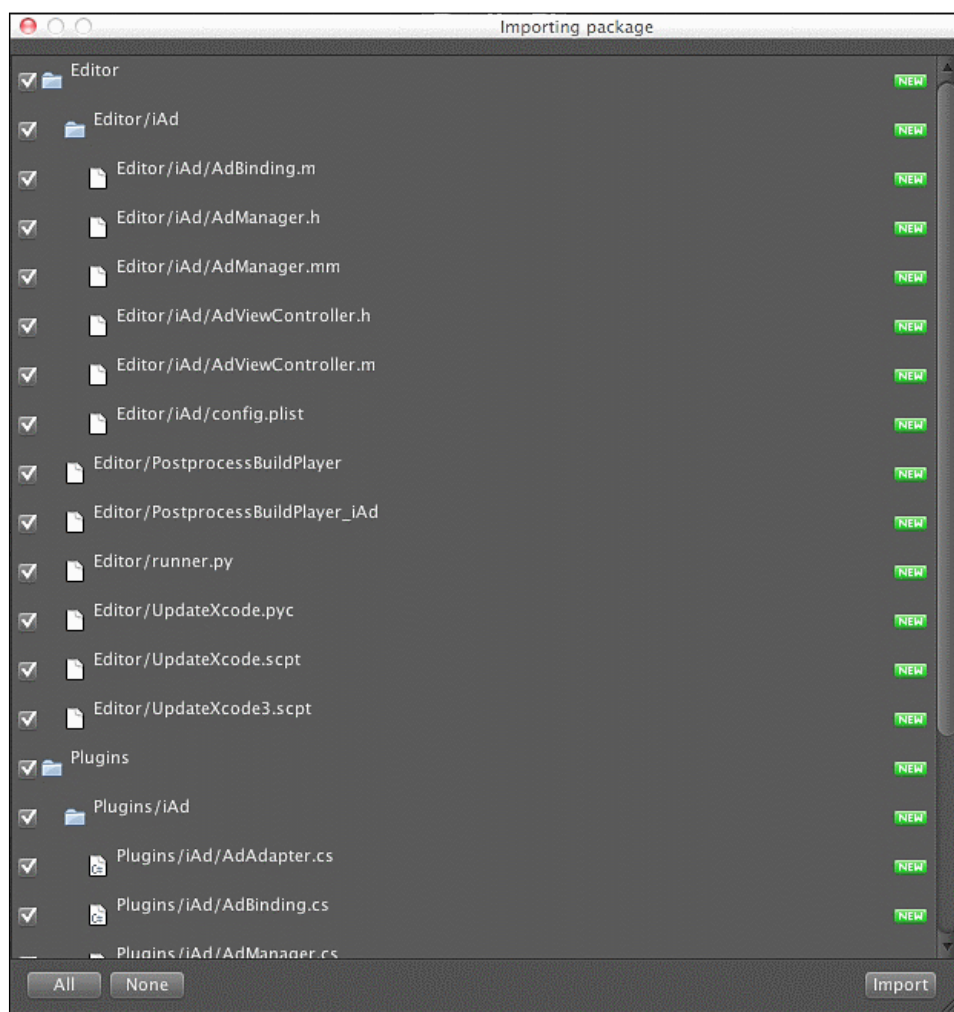 Importing package
Editor NEW
Editor/iAd NEW
Editor/iAd/AdBinding.m NEW
Editor/iAd/AdManager.h NEW
Editor/iAd/AdManager.mm NEW
Editor/iAd/AdViewController.h NEW
Editor/iAd/AdViewController.m NEW
Editor/iAd/config.plist NEW
Editor/PostprocessBuildPlayer NEW
Editor/PostprocessBuildPlayer_iAd NEW
Editor/runner.py NEW
Editor/UpdateXcode.pyc NEW
Editor/UpdateXcode.scpt NEW
Editor/UpdateXcode3.scpt NEW
Plugins NEW
Plugins/iAd NEW
C# Plugins/iAd/AdAdapter.cs NEW
C# Plugins/iAd/AdBinding.cs NEW
Plugins/iAd/AdManager.cs
All None Import